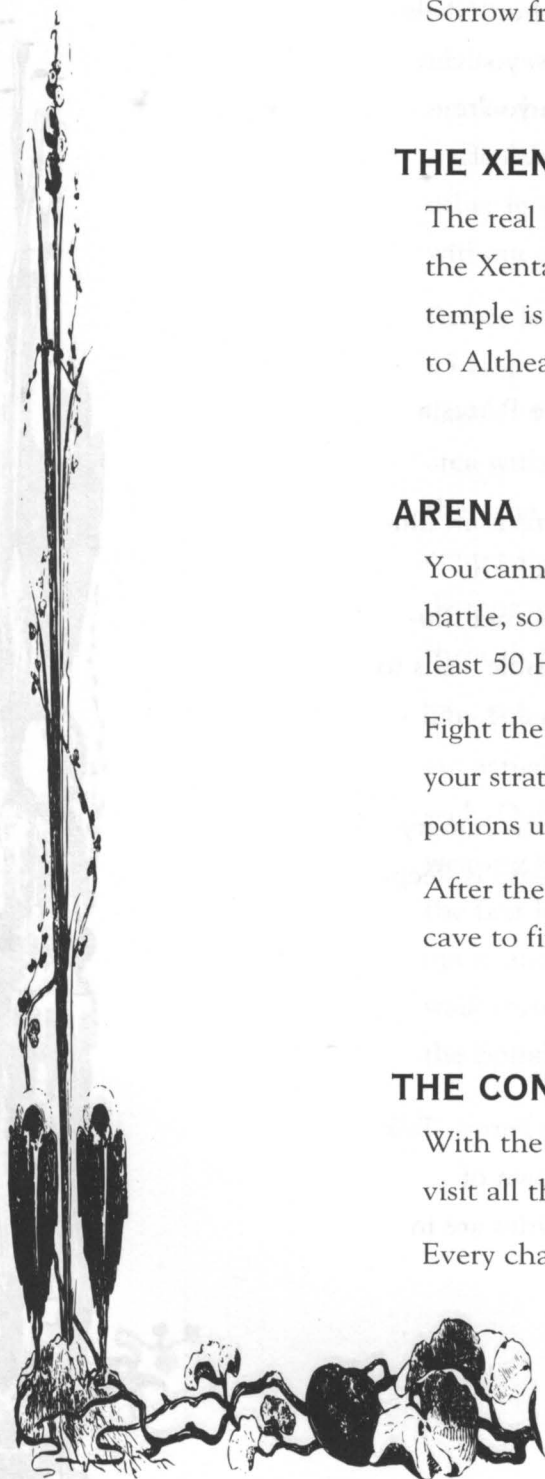 Sorrow fr
THE XEN
The real
the Xenta
temple is
to Althea
ARENA
You cann
battle, so
least 50 H
Fight the
your strat
potions u
After the
cave to fi
THE CON
With the
visit all th
Every cha